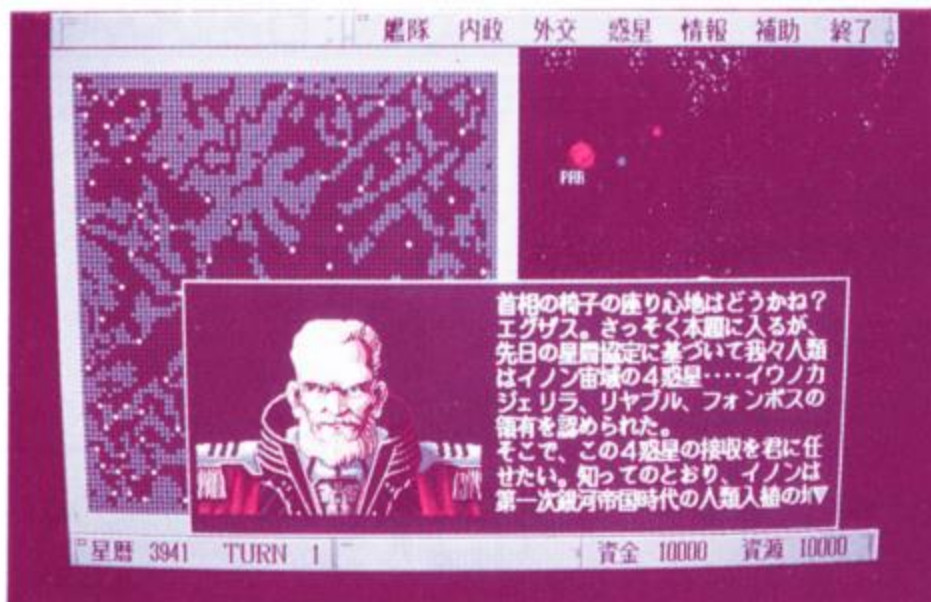 艦隊 内政 外交 惑星 情報 補助 終了
首相の椅子の座り心地はどうかね？
エグザス。さっそく本題に入るが、
先日の星間協定に基づいて我々人類
はイノン宙域の4惑星‥‥イウノカ
ジェリラ、リヤブル、フォンボスの
領有を認められた。
そこで、この4惑星の接収を君に任
せたい。知ってのとおり、イノンは
第一次銀河帝国時代の人類入植の
星暦 3941 TURN 1 資金 10000 資源 10000